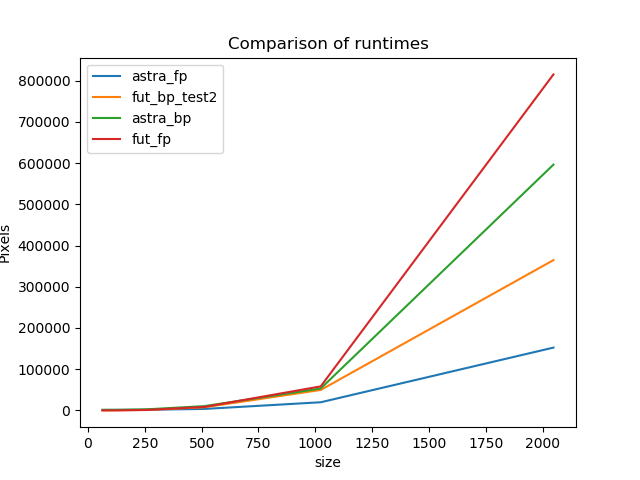 Comparison of runtimes
astra_fp
fut_bp_test2
astra_bp
fut_fp
800000
700000
600000
500000
400000
300000
200000
100000
0
Pixels
0 250 500 750 1000 1250 1500 1750 2000
size